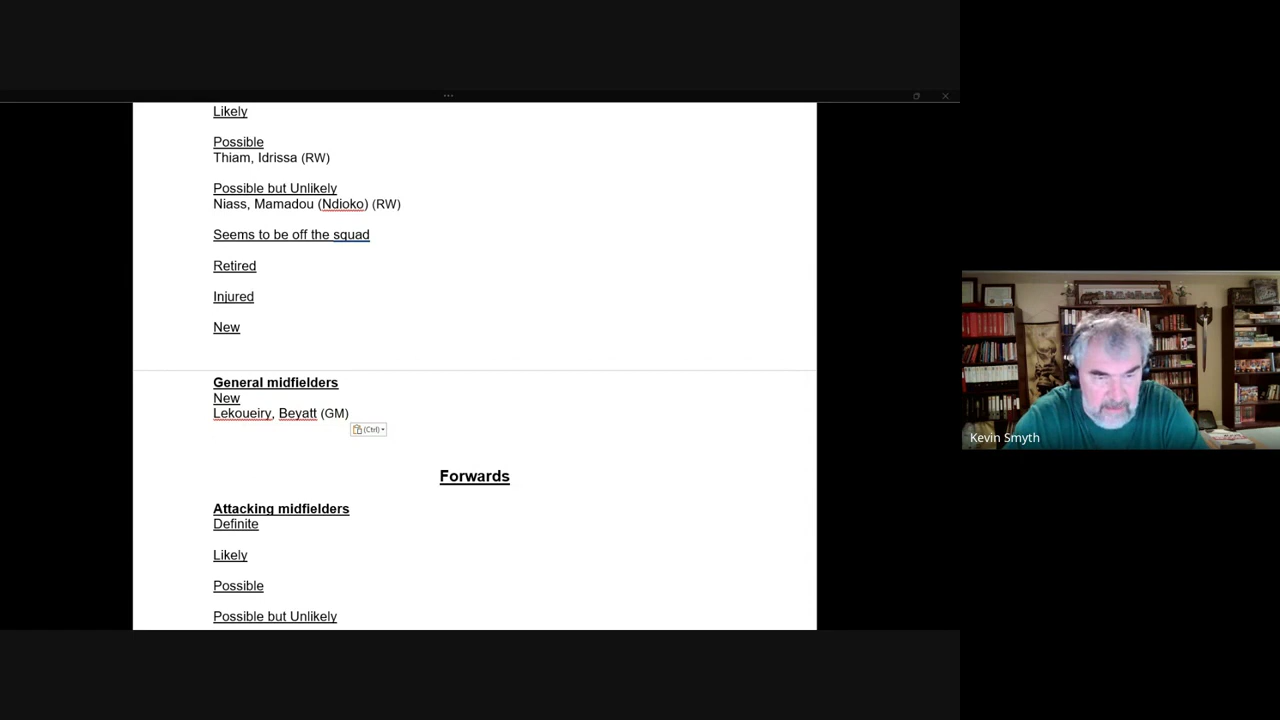 Likely
Possible
Thiam, Idrissa (RW)
Possible but Unlikely
Niass, Mamadou (Ndioko) (RW)
Seems to be off the squad
Retired
Injured
New
General midfielders
New
Lekoueiry, Beyatt (GM)
(Ctrl)
Forwards
Attacking midfielders
Definite
Likely
Possible
Possible but Unlikely
Kevin Smyth